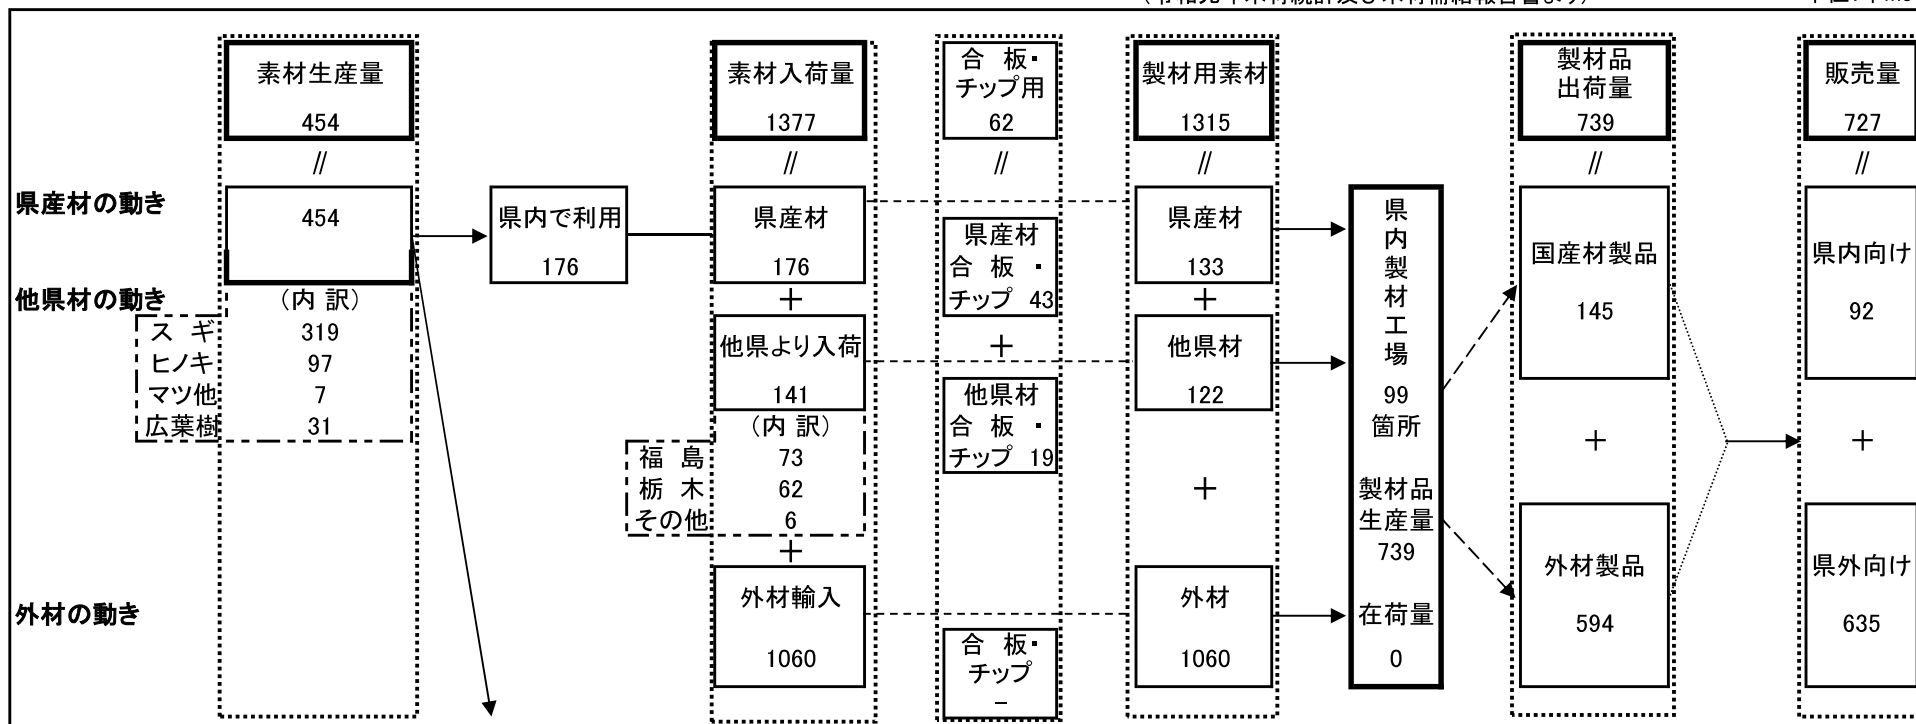 素材生産量
454
//
454
(内 訳)
スギ 319
ヒノキ 97
マツ他 7
広葉樹 31
県産材の動き
他県材の動き
外材の動き
県内で利用
176
素材入荷量
1377
//
県産材
176
+
他県より入荷
141
(内 訳)
福 島 73
栃 木 62
その他 6
+
外材輸入
1060
合 板・
チップ用
62
//
県産材
合 板 ・
チップ 43
+
他県材
合 板 ・
チップ 19
合 板・
チップ
-
製材用素材
1315
//
県産材
133
+
他県材
122
+
外材
1060
県内製材工場
99
箇所
製材品
生産量
739
在荷量
0
製材品
出荷量
739
//
国産材製品
145
+
外材製品
594
販売量
727
//
県内向け
92
+
県外向け
635